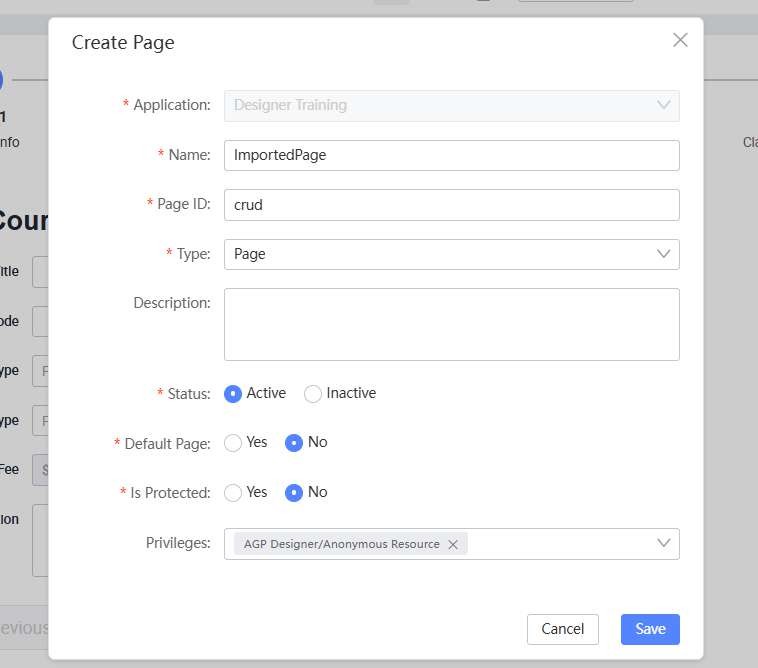 Create Page
* Application: Designer Training
1
nfo
Cla
* Name: ImportedPage
* Page ID: crud
Cour
* Type: Page
itle
Description:
ode
ype
* Status: Active Inactive
ype
* Default Page: Yes No
Fee $
* Is Protected: Yes No
ion
Privileges: AGP Designer/Anonymous Resource
evious
Cancel Save